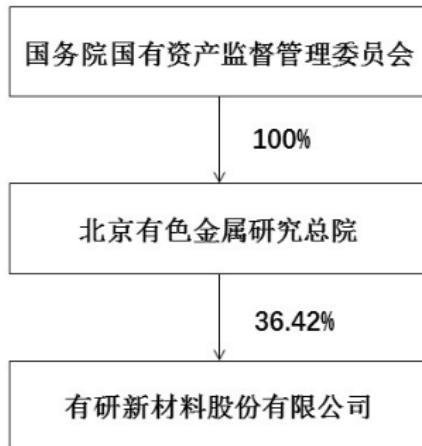 国务院国有资产监督管理委员会
100%
北京有色金属研究总院
36.42%
有研新材料股份有限公司